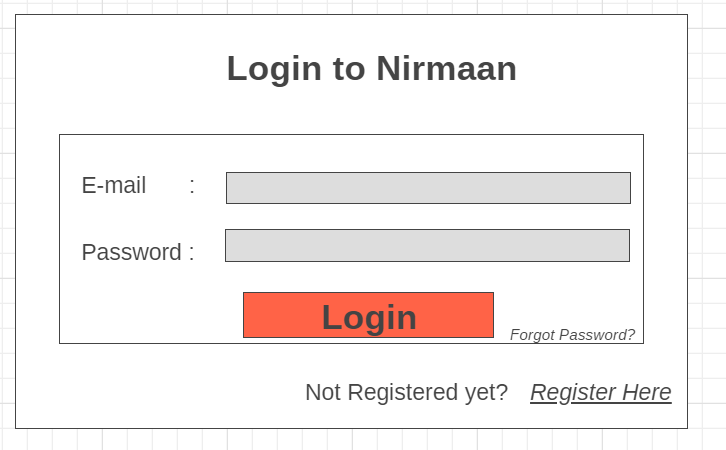 Login to Nirmaan
E-mail :
Password :
Login
Forgot Password?
Not Registered yet? Register Here